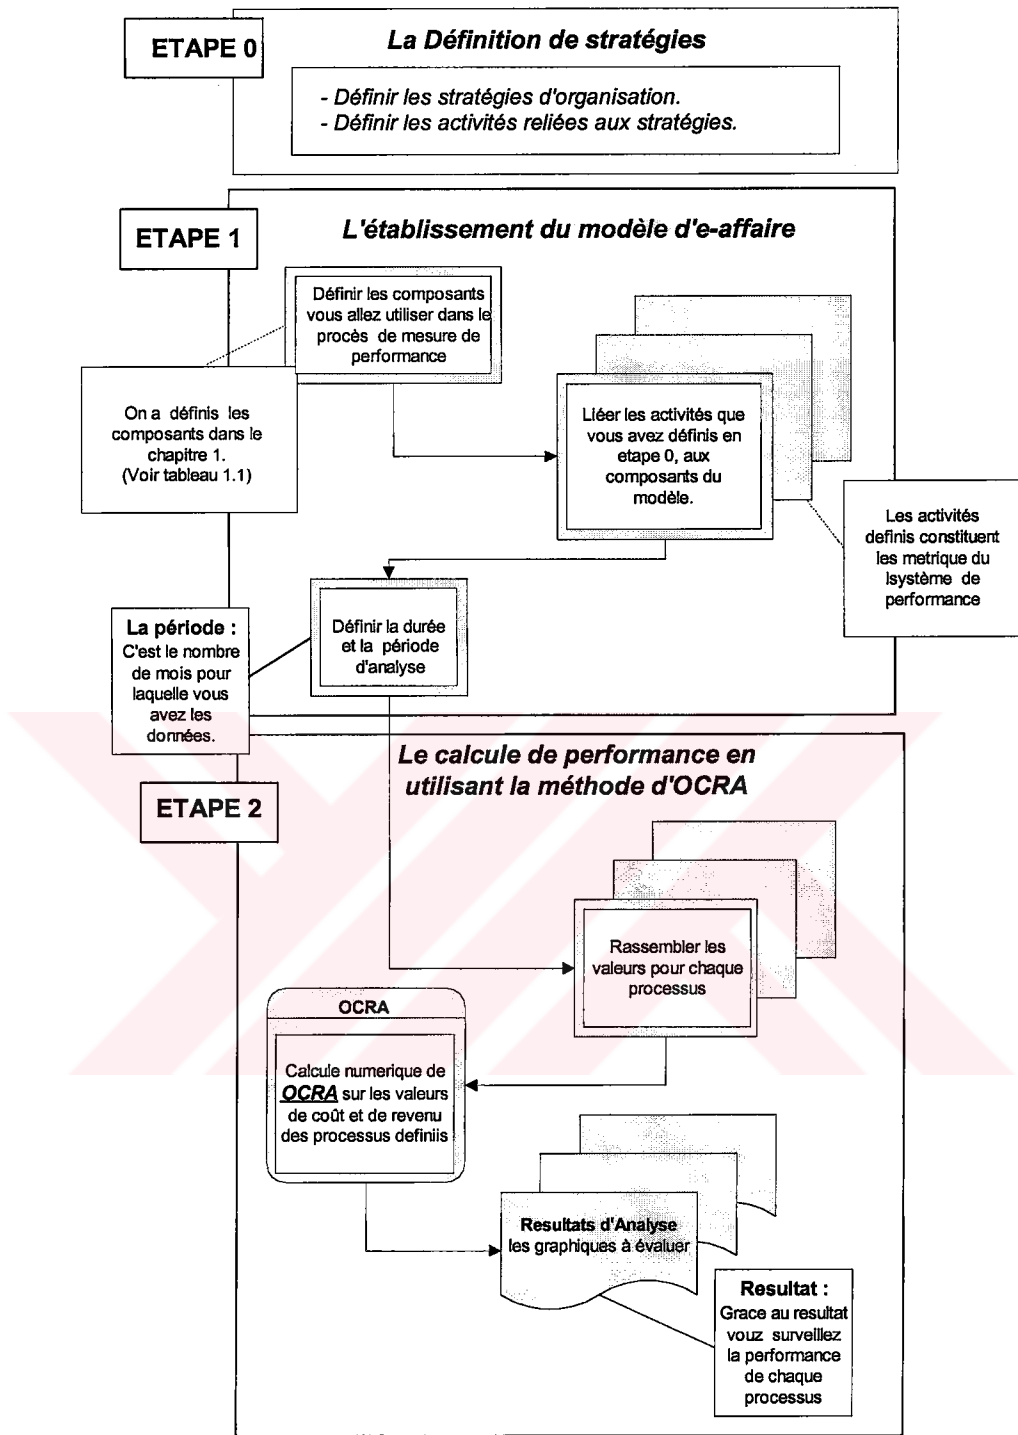 ETAPE 0
La Définition de stratégies
- Définir les stratégies d'organisation.
- Définir les activités reliées aux stratégies.
ETAPE 1
L'établissement du modèle d'e-affaire
Définir les composants
vous allez utiliser dans le
procès de mesure de
performance
On a définis les
composants dans le
chapitre 1.
(Voir tableau 1.1)
Liéer les activités que
vous avez définis en
etape 0, aux
composants du
modèle.
Les activités
definis constituent
les metrique du
lsystème de
performance
Définir la durée
et la période
d'analyse
La période :
C'est le nombre
de mois pour
laquelle vous
avez les
données.
Le calcule de performance en
utilisant la méthode d'OCRA
ETAPE 2
Rassembler les
valeurs pour chaque
processus
OCRA
Calcule numerique de
OCRA sur les valeurs
de coût et de revenu
des processus definiis
Resultats d'Analyse
les graphiques à évaluer
Resultat :
Grace au resultat
vouz surveillez
la performance
de chaque
processus